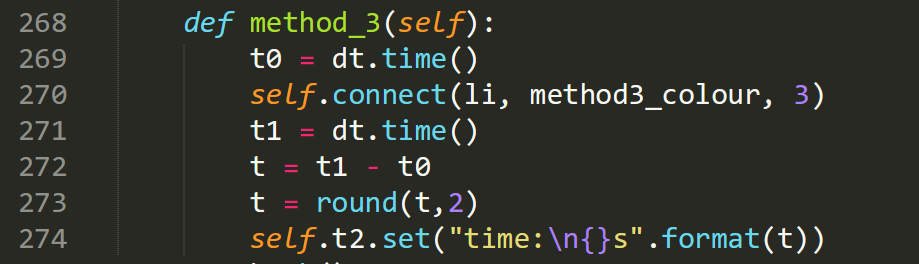 268 def method_3(self):
269 t0 = dt.time()
270 self.connect(li, method3_colour, 3)
271 t1 = dt.time()
272 t = t1 - t0
273 t = round(t,2)
274 self.t2.set("time:\n{}s".format(t))